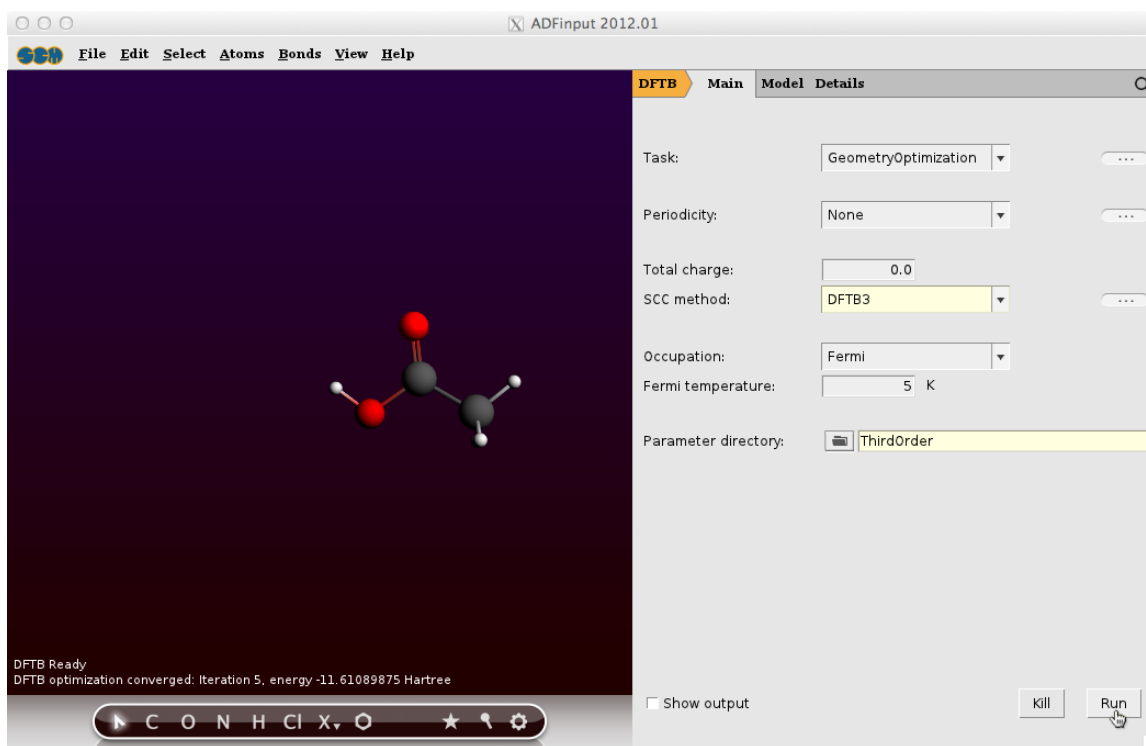 ADFinput 2012.01
SCM File Edit Select Atoms Bonds View Help
DFTB Main Model Details
Task: GeometryOptimization ...
Periodicity: None ...
Total charge: 0.0
SCC method: DFTB3 ...
Occupation: Fermi
Fermi temperature: 5 K
Parameter directory: ThirdOrder
DFTB Ready
DFTB optimization converged: Iteration 5, energy -11.61089875 Hartree
Show output Kill Run
C O N H Cl X